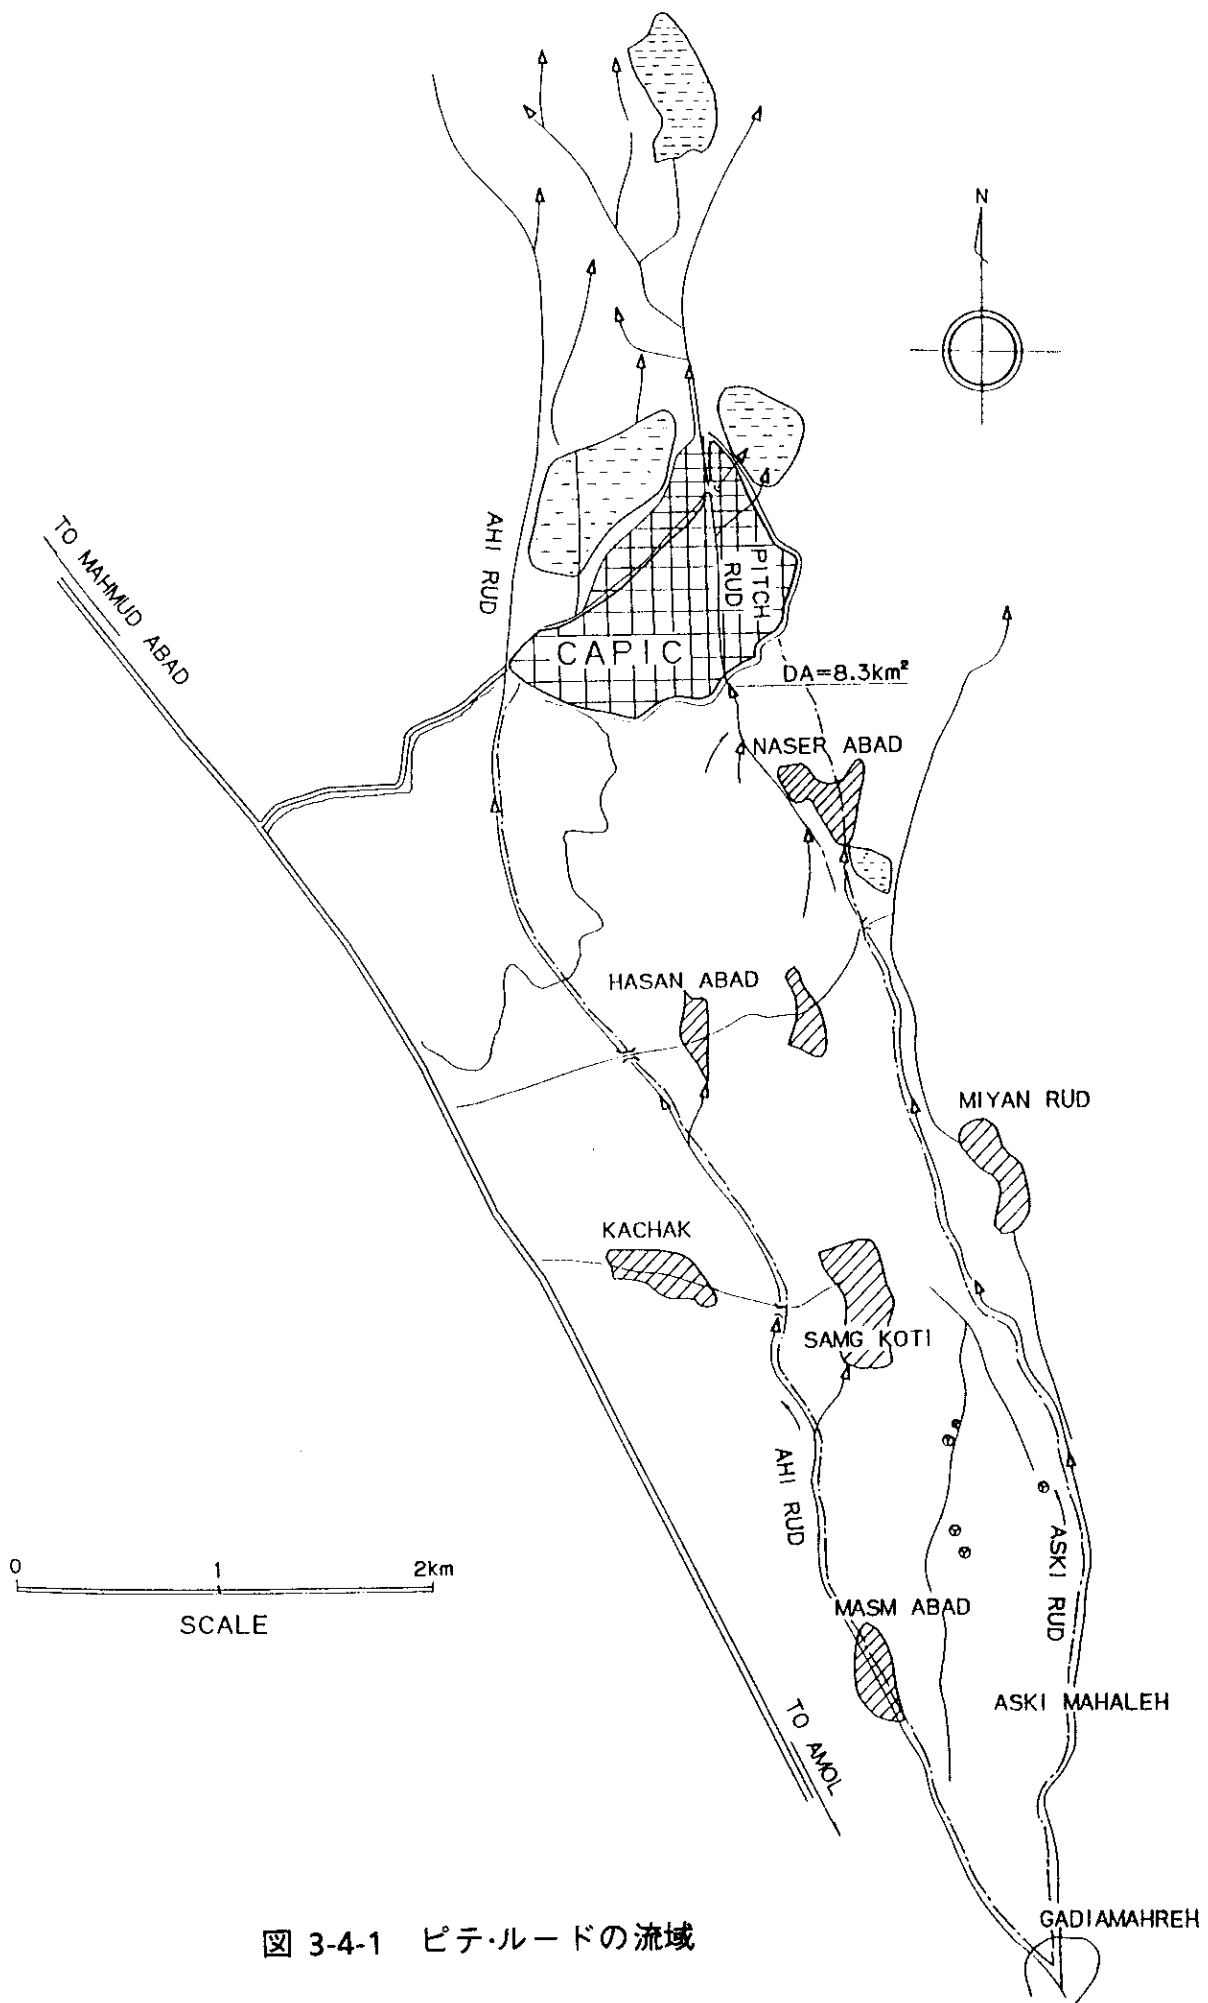 N
TO MAHMUD ABAD
AHI RUD
PITCH
RUD
CAPIC
DA=8.3km²
NASER ABAD
HASAN ABAD
MIYAN RUD
KACHAK
SAMG KOTI
AHI RUD
ASKI RUD
0 1 2km
SCALE
MASM ABAD
ASKI MAHALEH
TO AMOL
GADIAMAHREH
図 3-4-1 ピテ・ルードの流域